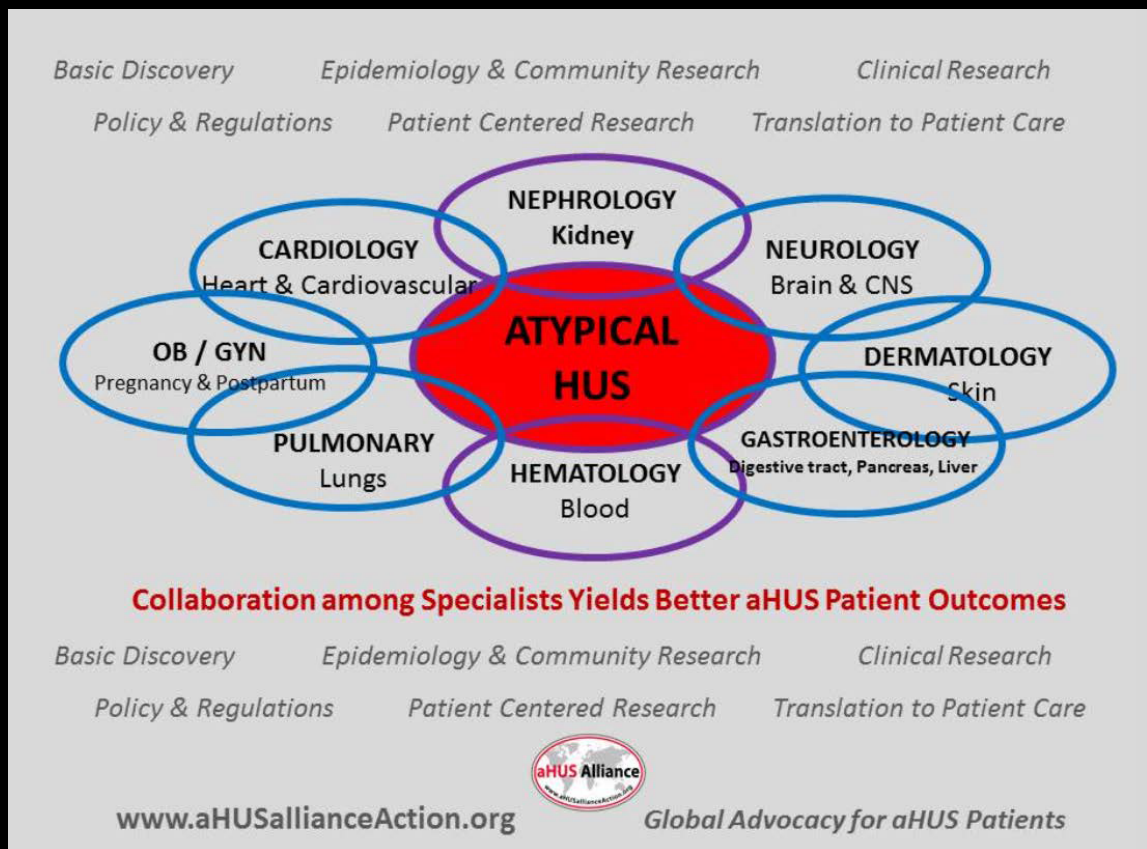 Basic Discovery Epidemiology & Community Research Clinical Research
Policy & Regulations Patient Centered Research Translation to Patient Care
NEPHROLOGY
Kidney
CARDIOLOGY
Heart & Cardiovascular
NEUROLOGY
Brain & CNS
ATYPICAL
HUS
OB / GYN
Pregnancy & Postpartum
DERMATOLOGY
Skin
PULMONARY
Lungs
HEMATOLOGY
Blood
GASTROENTEROLOGY
Digestive tract, Pancreas, Liver
Collaboration among Specialists Yields Better aHUS Patient Outcomes
Basic Discovery Epidemiology & Community Research Clinical Research
Policy & Regulations Patient Centered Research Translation to Patient Care
aHUS Alliance
www.aHUSallianceAction.org
www.aHUSallianceAction.org Global Advocacy for aHUS Patients